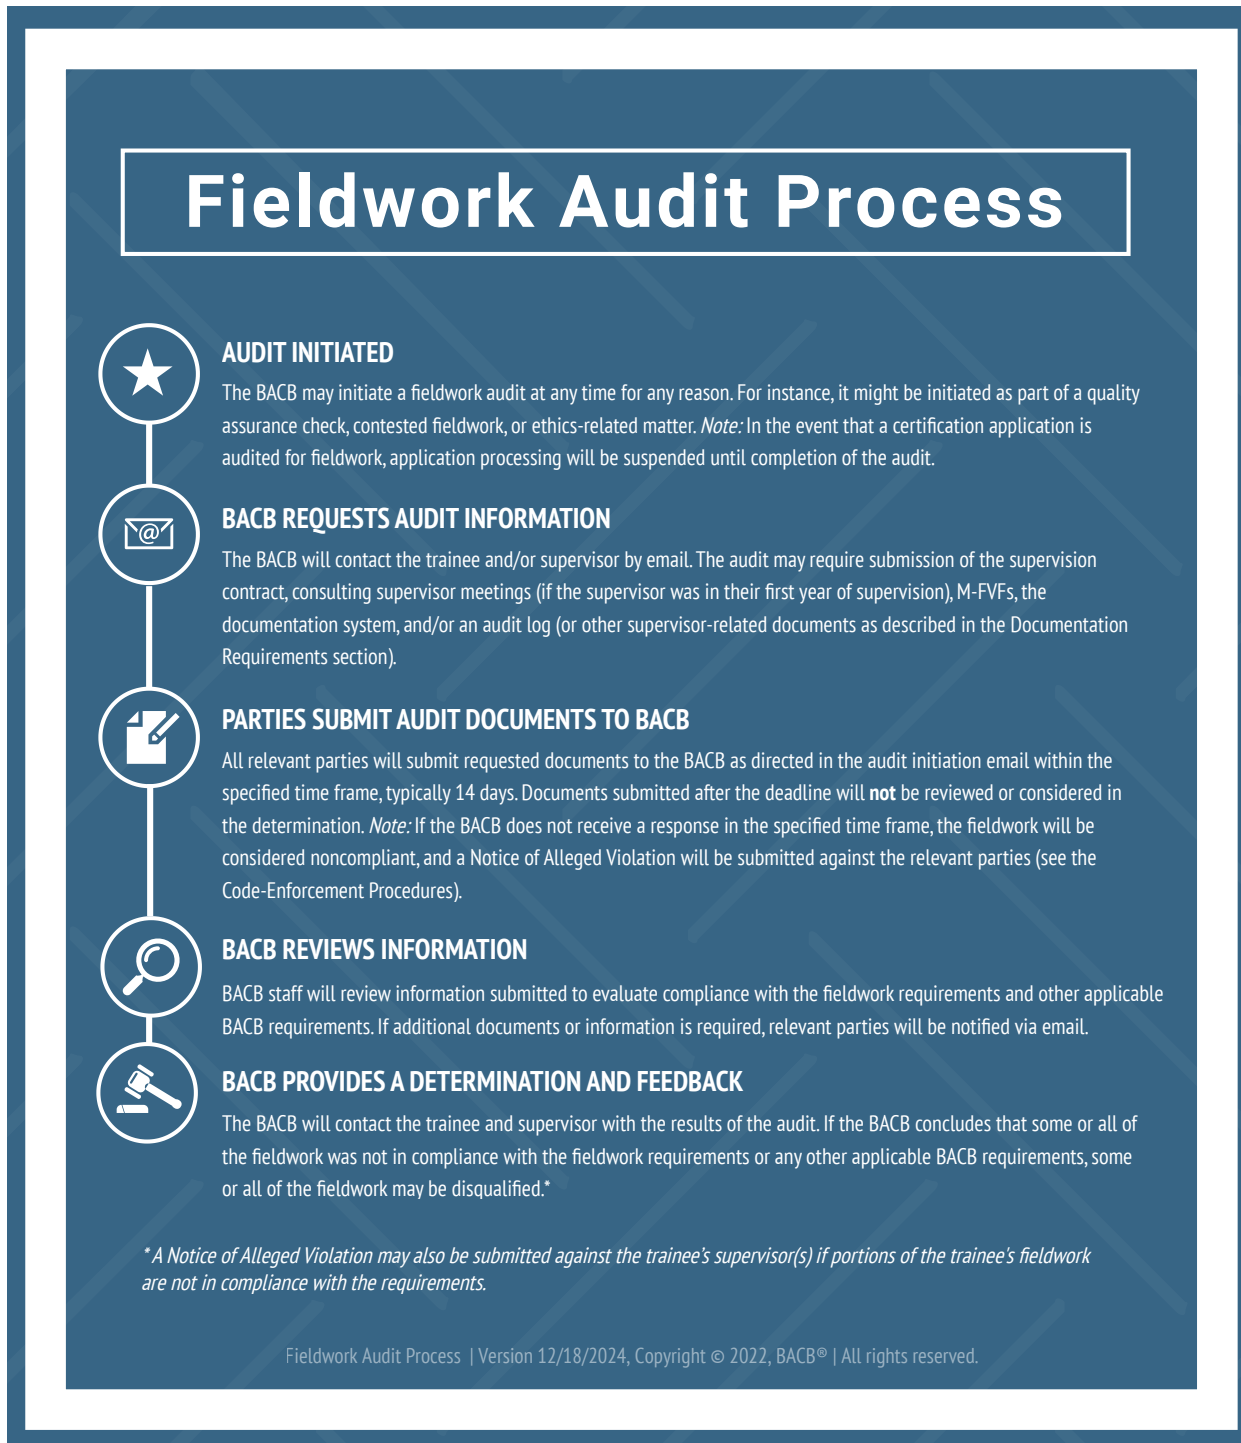 Fieldwork Audit Process
AUDIT INITIATED
The BACB may initiate a fieldwork audit at any time for any reason. For instance, it might be initiated as part of a quality
assurance check, contested fieldwork, or ethics-related matter. Note: In the event that a certification application is
audited for fieldwork, application processing will be suspended until completion of the audit.
@
BACB REQUESTS AUDIT INFORMATION
The BACB will contact the trainee and/or supervisor by email. The audit may require submission of the supervision
contract, consulting supervisor meetings (if the supervisor was in their first year of supervision), M-FVFs, the
documentation system, and/or an audit log (or other supervisor-related documents as described in the Documentation
Requirements section).
PARTIES SUBMIT AUDIT DOCUMENTS TO BACB
All relevant parties will submit requested documents to the BACB as directed in the audit initiation email within the
specified time frame, typically 14 days. Documents submitted after the deadline will not be reviewed or considered in
the determination. Note: If the BACB does not receive a response in the specified time frame, the fieldwork will be
considered noncompliant, and a Notice of Alleged Violation will be submitted against the relevant parties (see the
Code-Enforcement Procedures).
BACB REVIEWS INFORMATION
BACB staff will review information submitted to evaluate compliance with the fieldwork requirements and other applicable
BACB requirements. If additional documents or information is required, relevant parties will be notified via email.
BACB PROVIDES A DETERMINATION AND FEEDBACK
The BACB will contact the trainee and supervisor with the results of the audit. If the BACB concludes that some or all of
the fieldwork was not in compliance with the fieldwork requirements or any other applicable BACB requirements, some
or all of the fieldwork may be disqualified.*
* A Notice of Alleged Violation may also be submitted against the trainee's supervisor(s) if portions of the trainee's fieldwork
are not in compliance with the requirements.
Fieldwork Audit Process | Version 12/18/2024, Copyright © 2022, BACB® | All rights reserved.